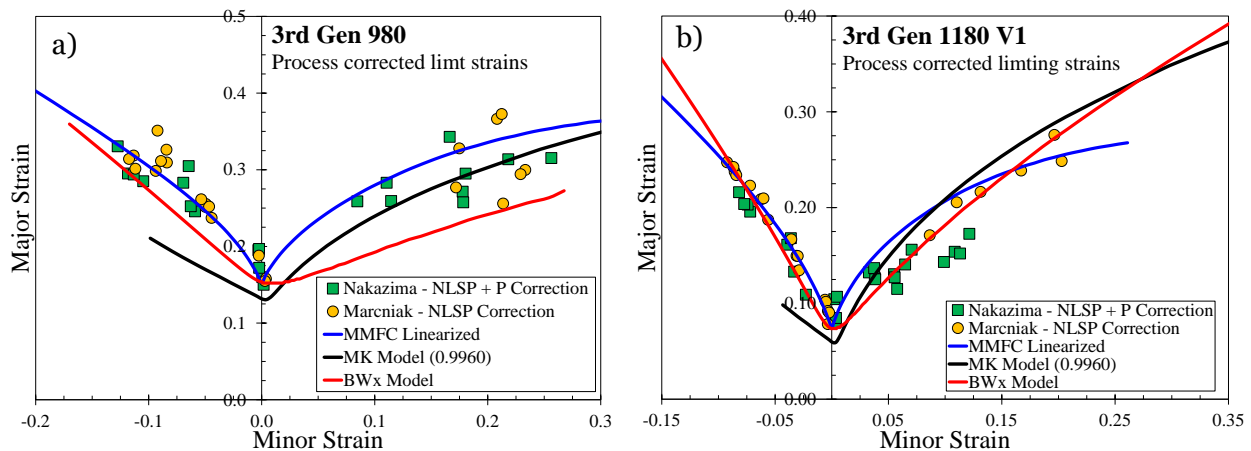 a)
3rd Gen 980
Process corrected limt strains
Major Strain
0.5
0.4
0.3
0.2
0.1
0.0
Nakazima - NLSP + P Correction
Marcniak - NLSP Correction
MMFC Linearized
MK Model (0.9960)
BWx Model
-0.2 -0.1 0.0 0.1 0.2 0.3
Minor Strain
b)
3rd Gen 1180 V1
Process corrected limting strains
Major Strain
0.40
0.30
0.20
0.10
0.00
Nakazima - NLSP + P Correction
Marcniak - NLSP Correction
MMFC Linearized
MK Model (0.9960)
BWx Model
-0.15 -0.05 0.05 0.15 0.25 0.35
Minor Strain